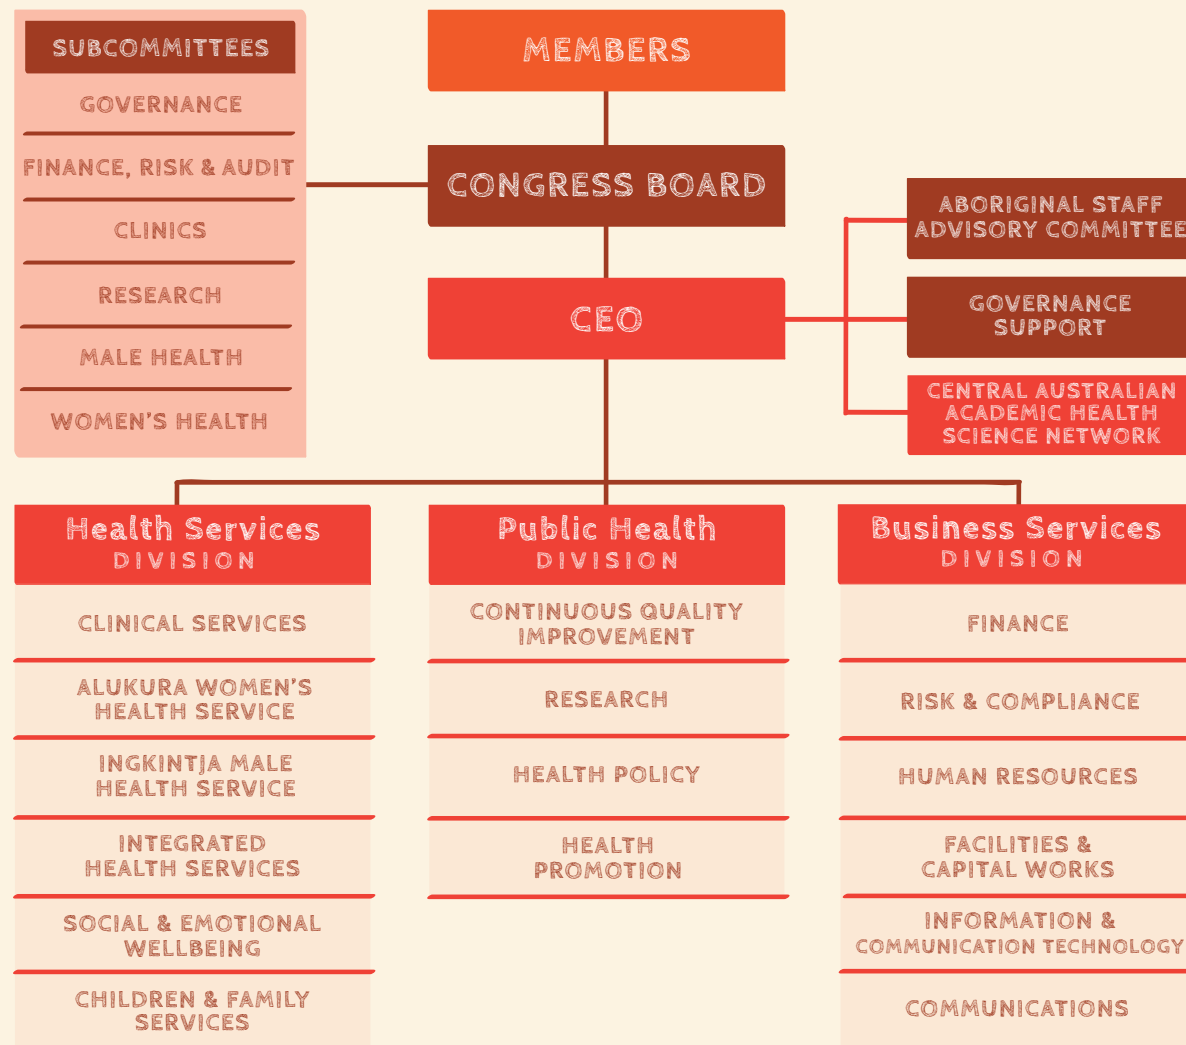 SUBCOMMITTEES
GOVERNANCE
FINANCE, RISK & AUDIT
CLINICS
RESEARCH
MALE HEALTH
WOMEN'S HEALTH
MEMBERS
CONGRESS BOARD
CEO
ABORIGINAL STAFF
ADVISORY COMMITTEE
GOVERNANCE
SUPPORT
CENTRAL AUSTRALIAN
ACADEMIC HEALTH
SCIENCE NETWORK
Health Services
DIVISION
CLINICAL SERVICES
ALUKURA WOMEN'S
HEALTH SERVICE
INGKINTJA MALE
HEALTH SERVICE
INTEGRATED
HEALTH SERVICES
SOCIAL & EMOTIONAL
WELLBEING
CHILDREN & FAMILY
SERVICES
Public Health
DIVISION
CONTINUOUS QUALITY
IMPROVEMENT
RESEARCH
HEALTH POLICY
HEALTH
PROMOTION
Business Services
DIVISION
FINANCE
RISK & COMPLIANCE
HUMAN RESOURCES
FACILITIES &
CAPITAL WORKS
INFORMATION &
COMMUNICATION TECHNOLOGY
COMMUNICATIONS